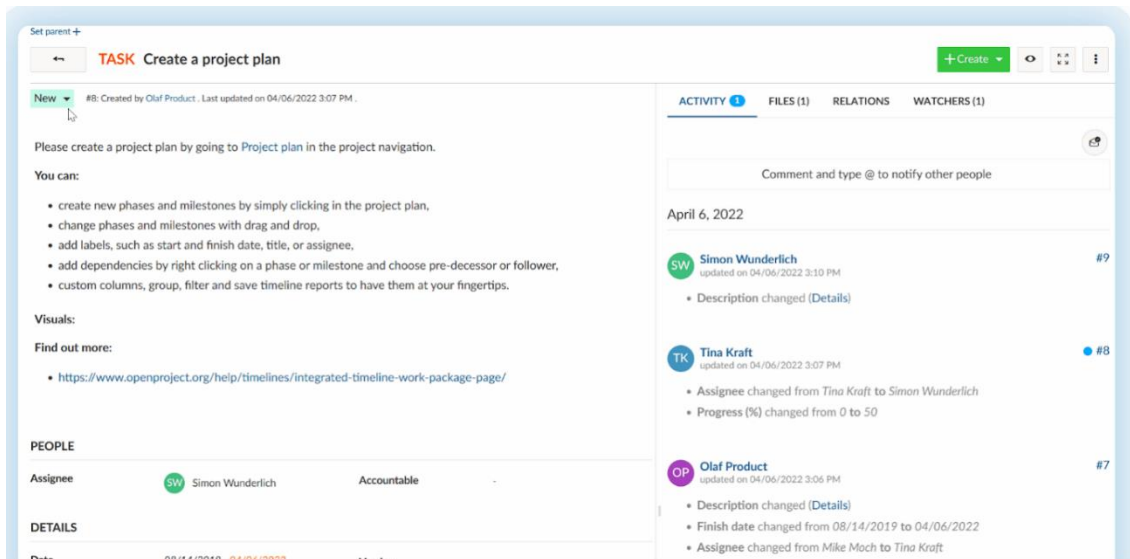 Set parent +
TASK Create a project plan
+ Create
New #8: Created by Olaf Product . Last updated on 04/06/2022 3:07 PM .
Please create a project plan by going to Project plan in the project navigation.
You can:
• create new phases and milestones by simply clicking in the project plan,
• change phases and milestones with drag and drop,
• add labels, such as start and finish date, title, or assignee,
• add dependencies by right clicking on a phase or milestone and choose pre-decessor or follower,
• custom columns, group, filter and save timeline reports to have them at your fingertips.
Visuals:
Find out more:
• https://www.openproject.org/help/timelines/integrated-timeline-work-package-page/
PEOPLE
Assignee SW Simon Wunderlich Accountable -
DETAILS
ACTIVITY 1 FILES (1) RELATIONS WATCHERS (1)
Comment and type @ to notify other people
April 6, 2022
SW Simon Wunderlich #9
updated on 04/06/2022 3:10 PM
• Description changed (Details)
TK Tina Kraft #8
updated on 04/06/2022 3:07 PM
• Assignee changed from Tina Kraft to Simon Wunderlich
• Progress (%) changed from 0 to 50
OP Olaf Product #7
updated on 04/06/2022 3:06 PM
• Description changed (Details)
• Finish date changed from 08/14/2019 to 04/06/2022
• Assignee changed from Mike Moch to Tina Kraft